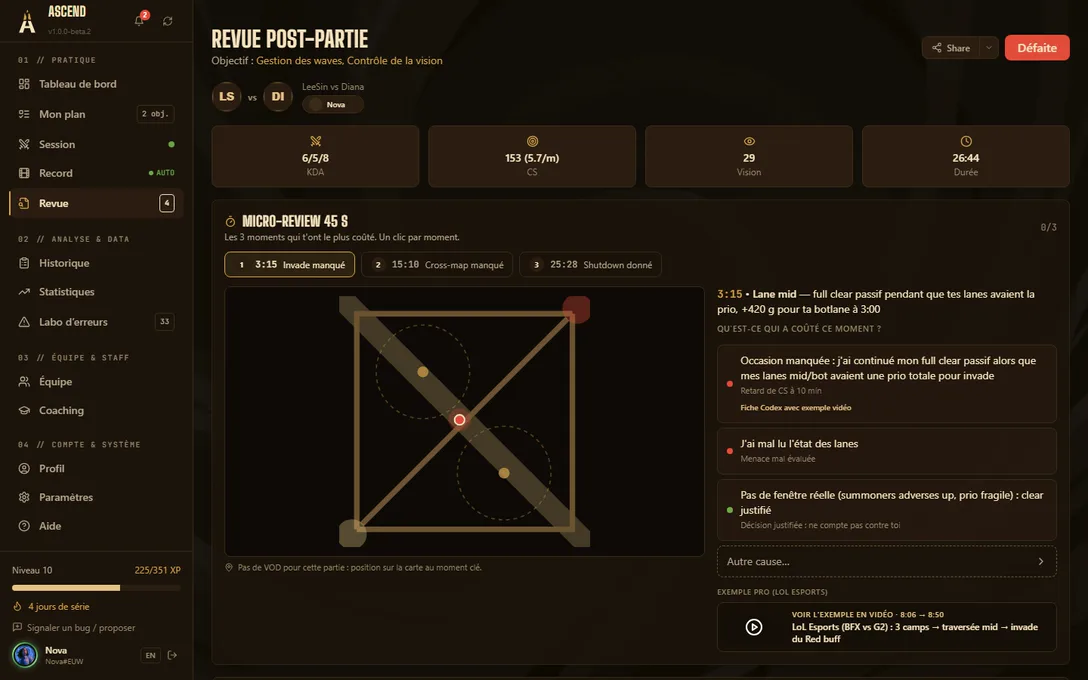 ASCEND
v1.0.0-beta.2
2
01 // PRATIQUE
Tableau de bord
Mon plan
2 obj.
Session
Record
AUTO
Revue
4
02 // ANALYSE & DATA
Historique
Statistiques
Labo d'erreurs
33
03 // ÉQUIPE & STAFF
Équipe
Coaching
04 // COMPTE & SYSTÈME
Profil
Paramètres
Aide
Niveau 10
225/351 XP
4 jours de série
Signaler un bug / proposer
Nova
Nova#EUW
EN
REVUE POST-PARTIE
Objectif : Gestion des waves, Contrôle de la vision
Share
Défaite
LS
vs
DI
LeeSin vs Diana
Nova
6/5/8
KDA
153 (5.7/m)
CS
29
Vision
26:44
Durée
MICRO-REVIEW 45 S
Les 3 moments qui t'ont le plus coûté. Un clic par moment.
0/3
1 3:15 Invade manqué
2 15:10 Cross-map manqué
3 25:28 Shutdown donné
Pas de VOD pour cette partie : position sur la carte au moment clé.
3:15 • Lane mid — full clear passif pendant que tes lanes avaient la
prio, +420 g pour ta botlane à 3:00
QU'EST-CE QUI A COÛTÉ CE MOMENT ?
Occasion manquée : j'ai continué mon full clear passif alors que
mes lanes mid/bot avaient une prio totale pour invade
Retard de CS à 10 min
Fiche Codex avec exemple vidéo
J'ai mal lu l'état des lanes
Menace mal évaluée
Pas de fenêtre réelle (summoners adverses up, prio fragile) : clear
justifié
Décision justifiée : ne compte pas contre toi
Autre cause...
EXEMPLE PRO (LOL ESPORTS)
VOIR L'EXEMPLE EN VIDÉO · 8:06 → 8:50
LoL Esports (BFX vs G2) : 3 camps → traversée mid → invade
du Red buff